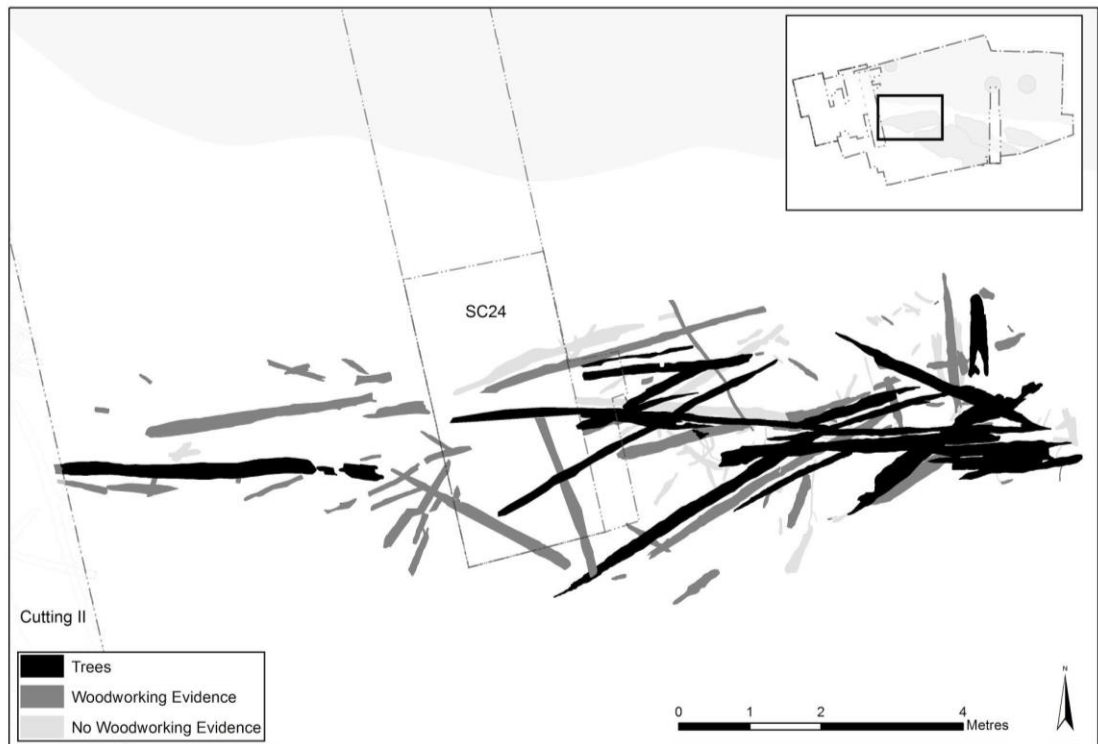 SC24
Cutting II
Trees
Woodworking Evidence
No Woodworking Evidence
N
0 1 2 4
Metres